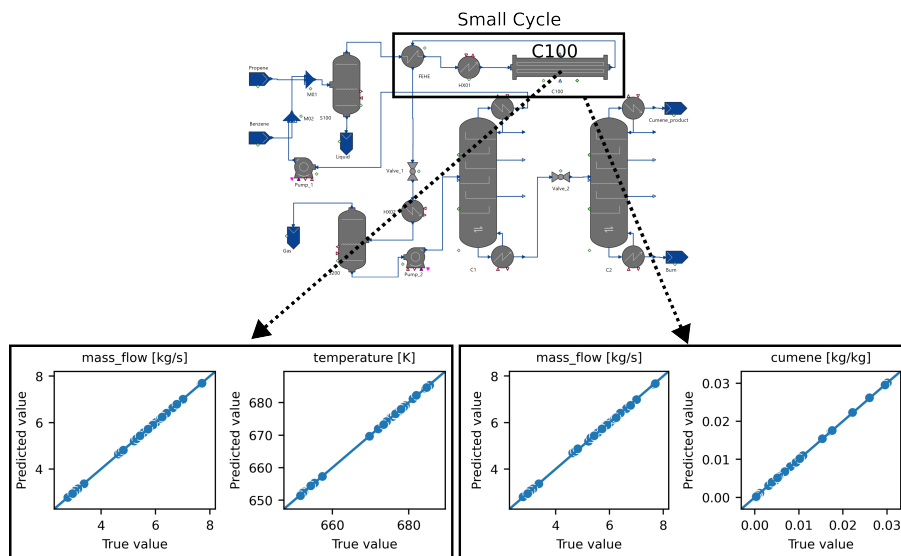 Small Cycle
C100
Propene
M01
FEHE
HX01
C100
S100
Cumene_product
Benzene
M02
Liquid
Pump_1
Valve_1
Valve_2
Gas
Pump_2
C1
C2
Burn
mass_flow [kg/s]
temperature [K]
mass_flow [kg/s]
cumene [kg/kg]
Predicted value
8
6
4
4
6
8
True value
Predicted value
680
670
660
650
660
680
True value
Predicted value
8
6
4
4
6
8
True value
Predicted value
0.03
0.02
0.01
0.00
0.00
0.01
0.02
0.03
True value